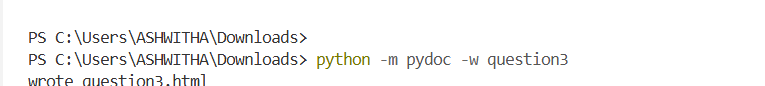 PS C:\Users\ASHWITHA\Downloads>
PS C:\Users\ASHWITHA\Downloads> python -m pydoc -w question3
wrote question3.html